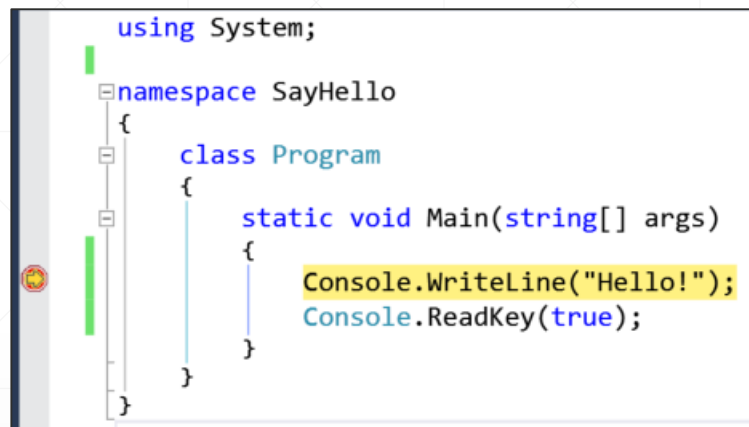 using System;
namespace SayHello
{
class Program
{
static void Main(string[] args)
{
Console.WriteLine("Hello!");
Console.ReadKey(true);
}
}
}